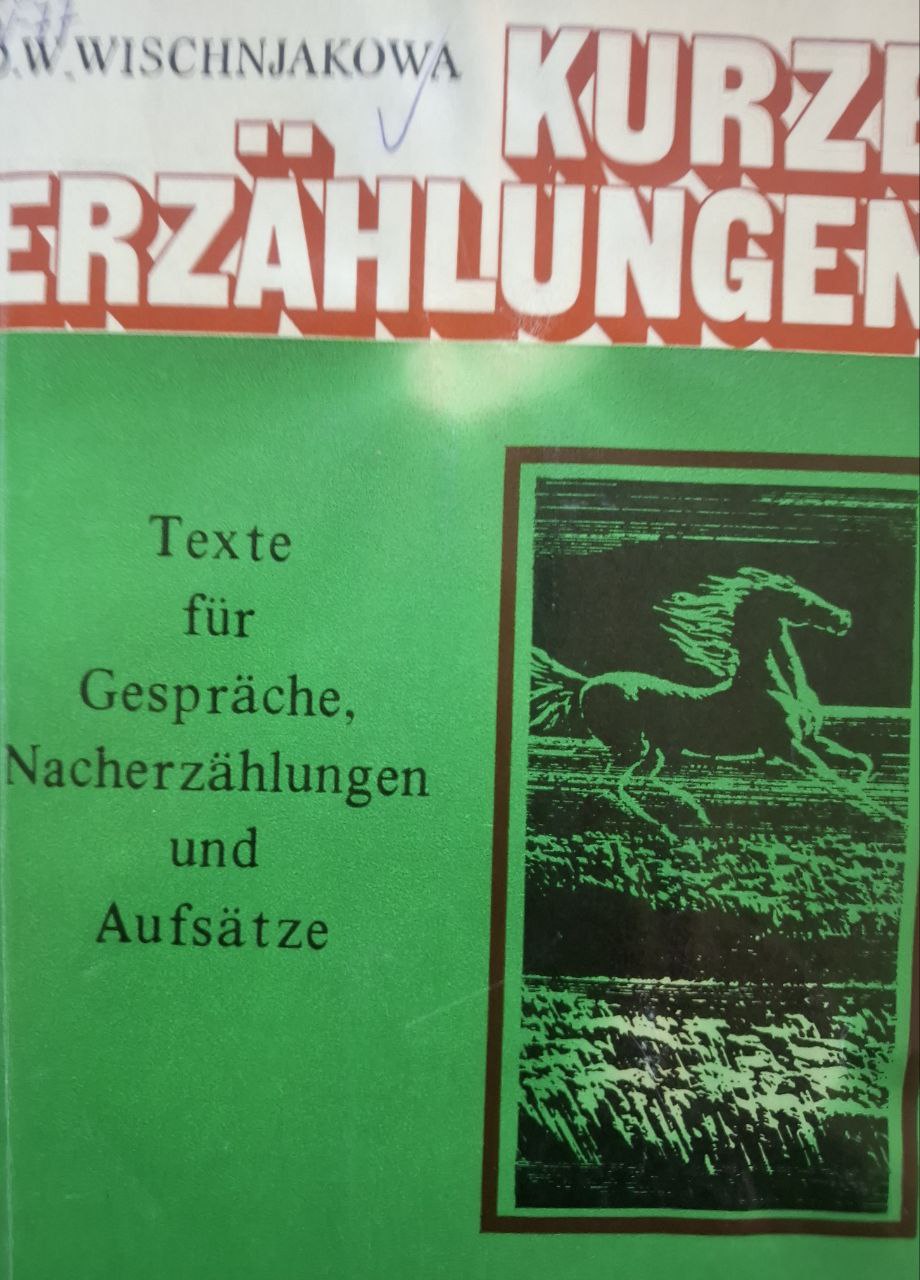 O.W.WISCHNJAKOWA
KURZE
ERZÄHLUNGEN
Texte
für
Gespräche,
Nacherzählungen
und
Aufsätze